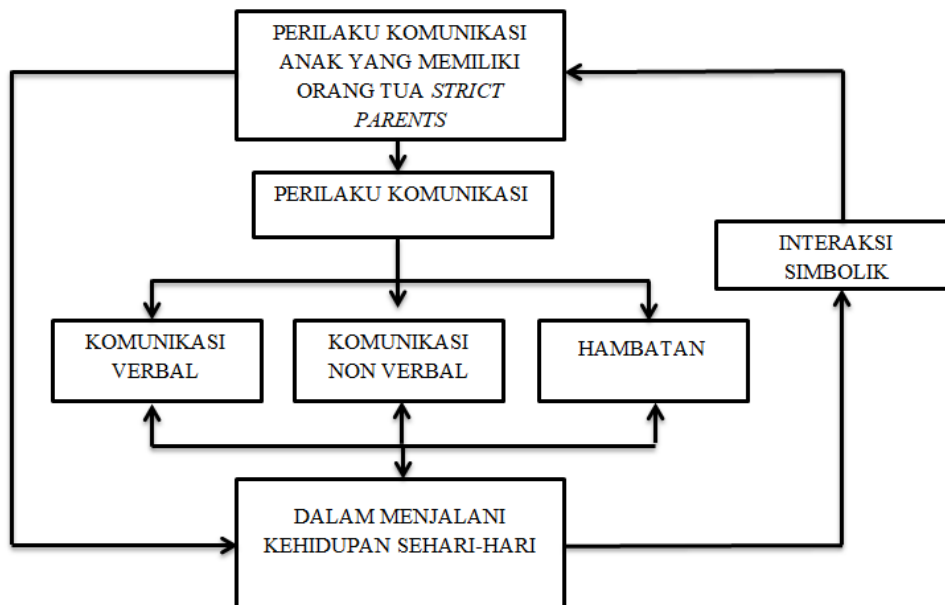 PERILAKU KOMUNIKASI
ANAK YANG MEMILIKI
ORANG TUA STRICT
PARENTS
PERILAKU KOMUNIKASI
INTERAKSI
SIMBOLIK
KOMUNIKASI
VERBAL
KOMUNIKASI
NON VERBAL
HAMBATAN
DALAM MENJALANI
KEHIDUPAN SEHARI-HARI